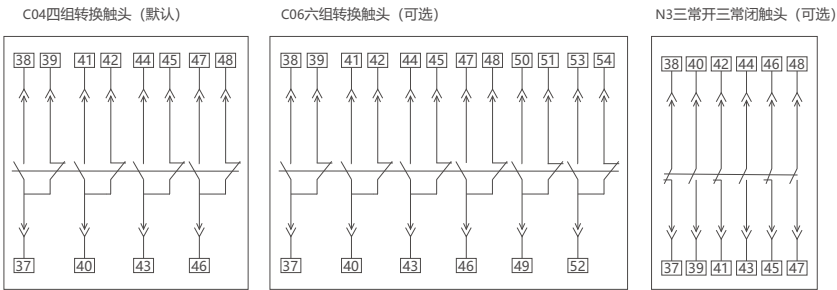 C04四组转换触头（默认）
38 39 41 42 44 45 47 48
37 40 43 46
C06六组转换触头（可选）
38 39 41 42 44 45 47 48 50 51 53 54
37 40 43 46 49 52
N3三常开三常闭触头（可选）
38 40 42 44 46 48
37 39 41 43 45 47